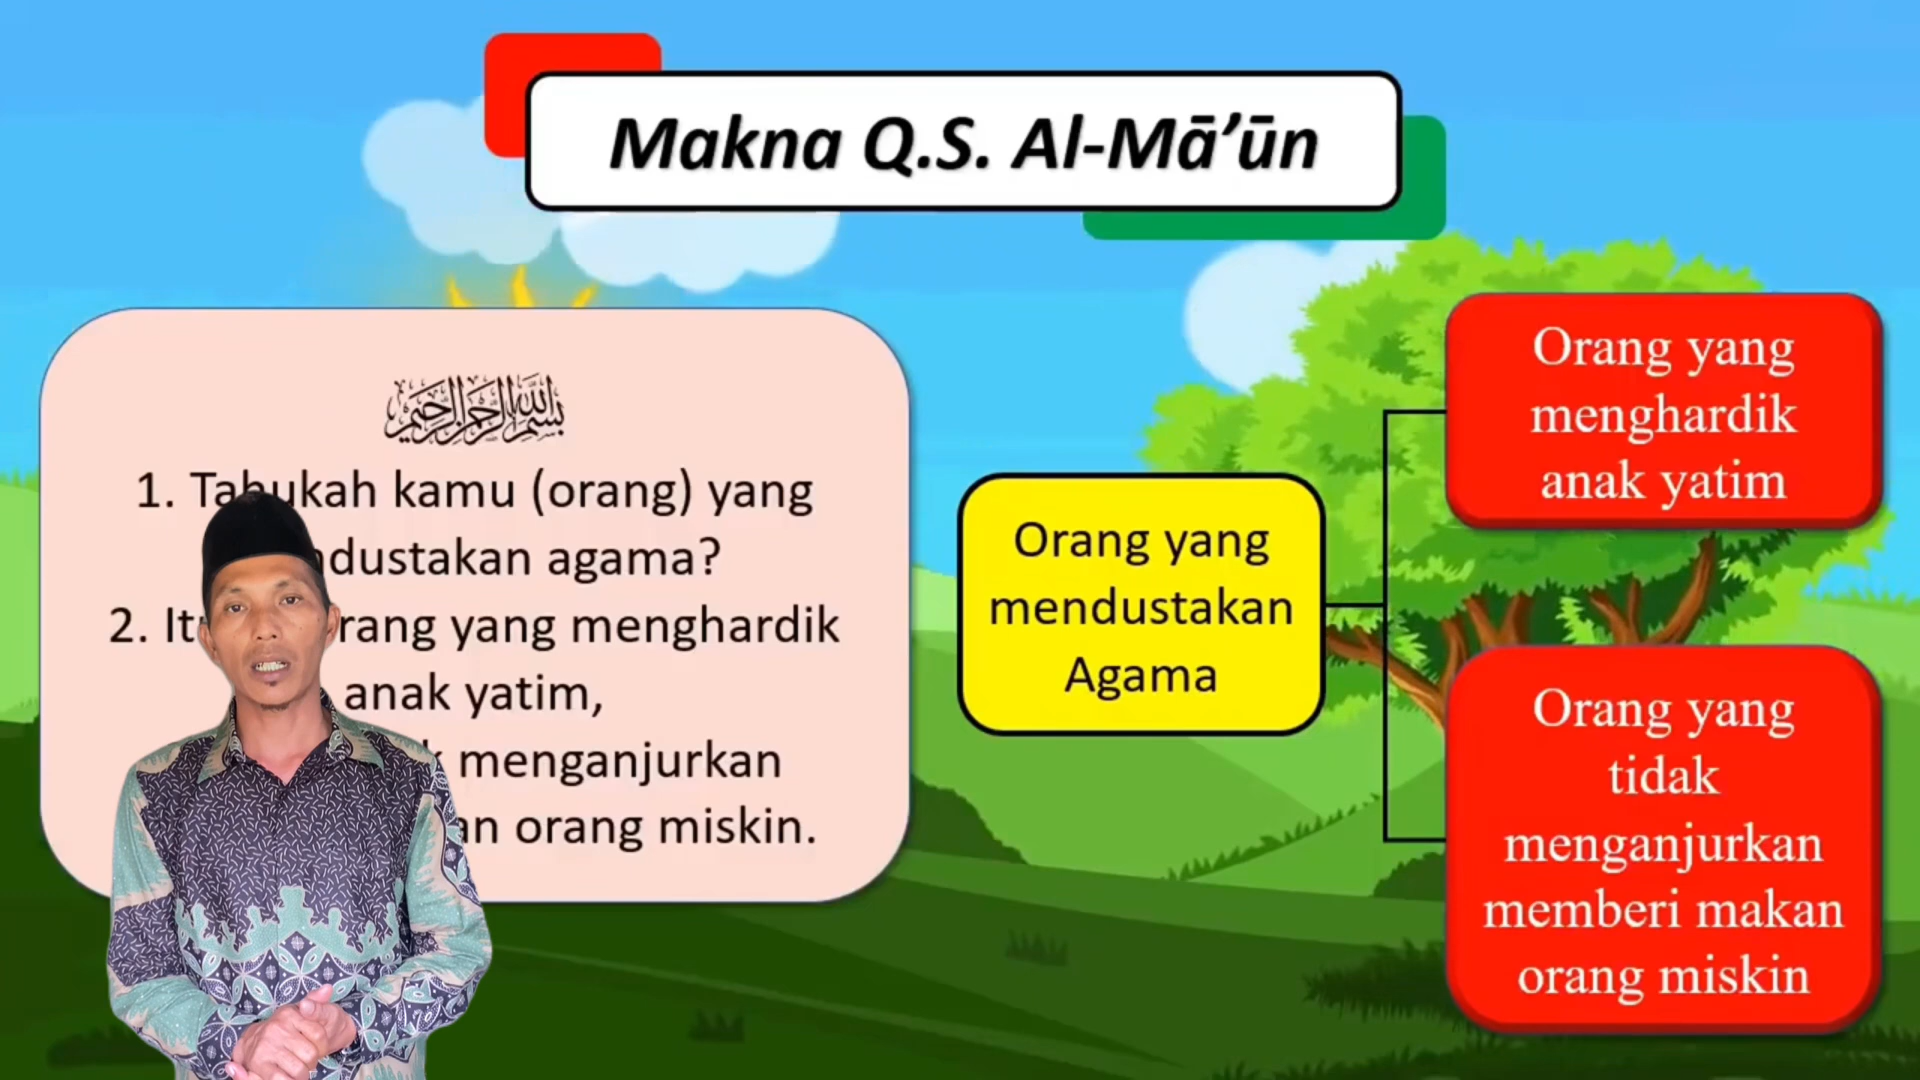 Makna Q.S. Al-Mā’ūn
بسم الله الرحمن الرحيم
1. Tahukah kamu (orang) yang
dustakan agama?
2. It rang yang menghardik
anak yatim,
menganjurkan
an orang miskin.
Orang yang
mendustakan
Agama
Orang yang
menghardik
anak yatim
Orang yang
tidak
menganjurkan
memberi makan
orang miskin